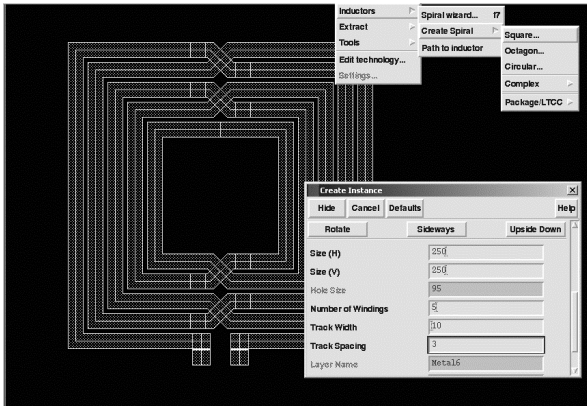 Inductors
Extract
Tools
Edit technology...
Settings...
Spiral wizard... f7
Create Spiral
Path to inductor
Square...
Octagon...
Circular...
Complex
Package/LTCC
Create Instance
Hide Cancel Defaults Help
Rotate Sideways Upside Down
Size (H) 250
Size (V) 250
Hole Size 95
Number of Windings 5
Track Width 10
Track Spacing 3
Layer Name Metal6